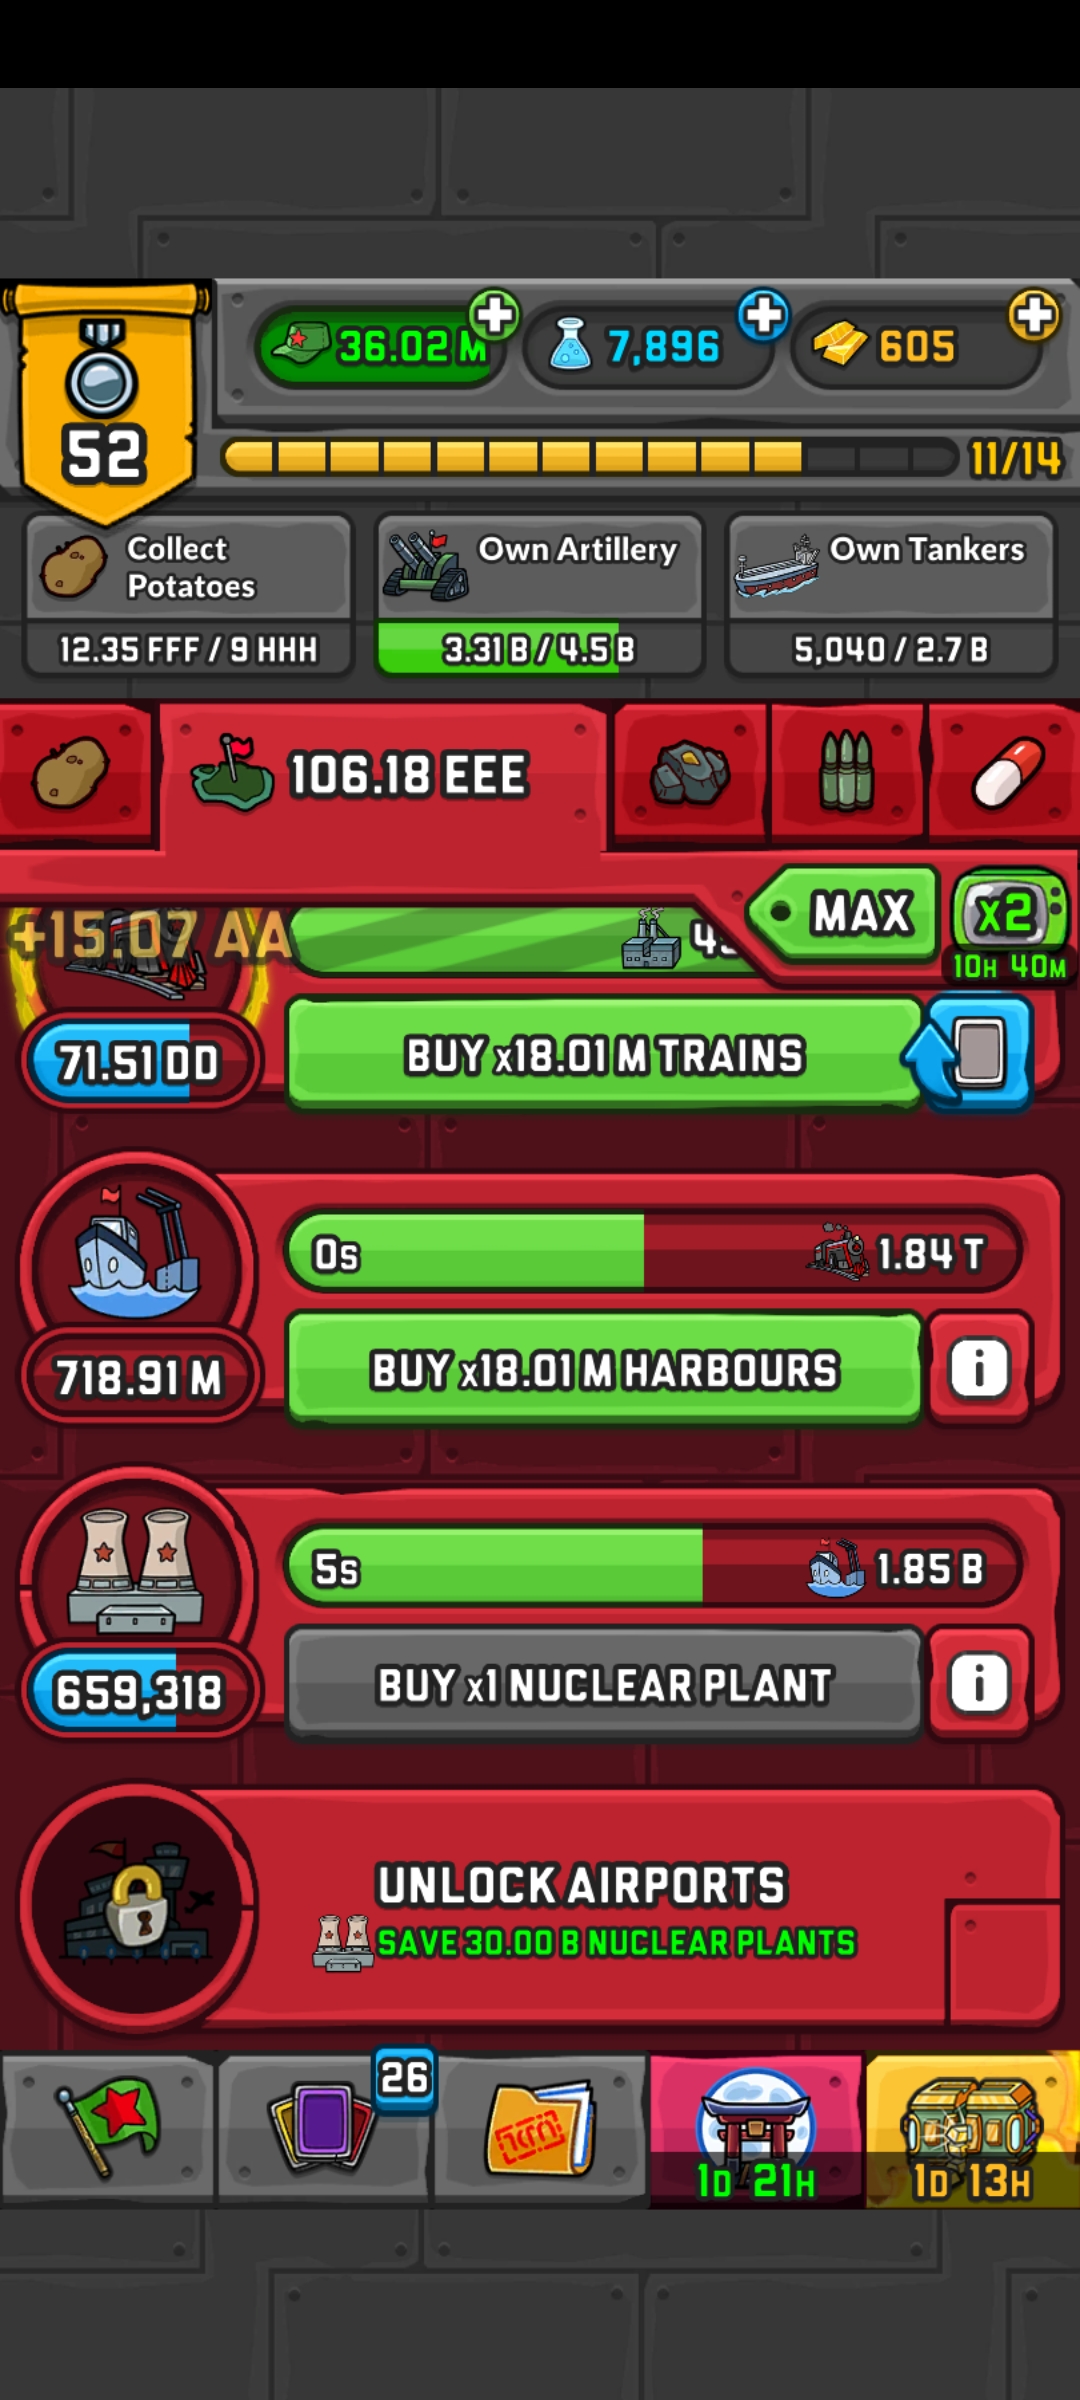 36.02 M
7,896
605
52
11/14
Collect
Potatoes
12.35 FFF / 9 HHH
Own Artillery
3.31 B / 4.5 B
Own Tankers
5,040 / 2.7 B
106.18 EEE
MAX
x2
10H 40M
+15.07 AA
71.51 DD
BUY x18.01 M TRAINS
0s
1.84 T
718.91 M
BUY x18.01 M HARBOURS
i
5s
1.85 B
659,318
BUY x1 NUCLEAR PLANT
i
UNLOCK AIRPORTS
SAVE 30.00 B NUCLEAR PLANTS
26
1D 21H
1D 13H